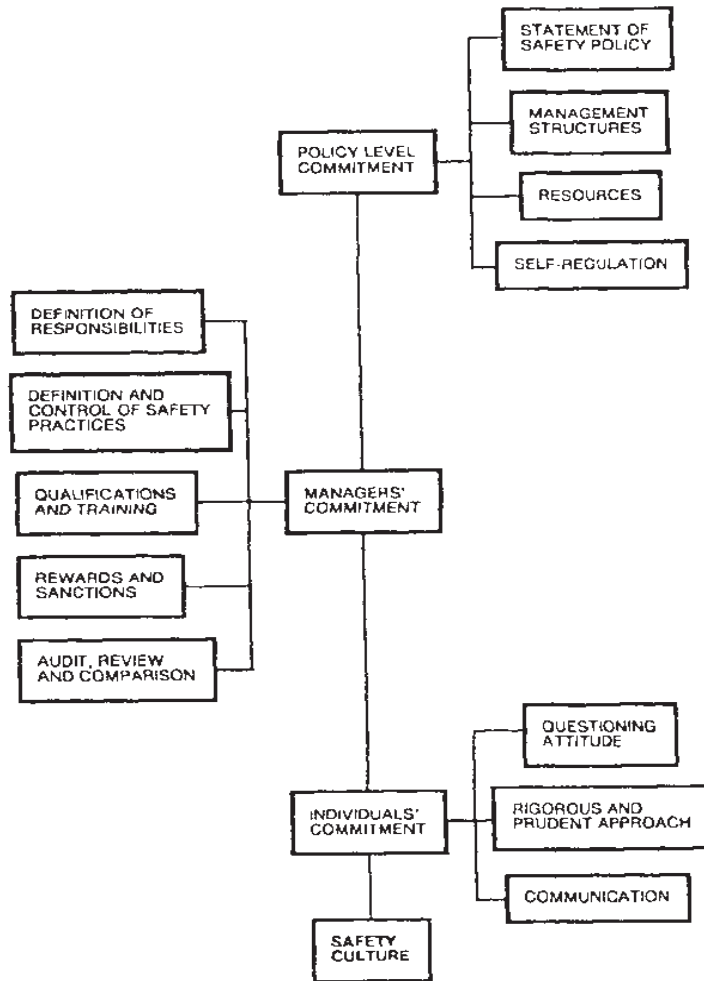 STATEMENT OF
SAFETY POLICY
MANAGEMENT
STRUCTURES
POLICY LEVEL
COMMITMENT
RESOURCES
SELF-REGULATION
DEFINITION OF
RESPONSIBILITIES
DEFINITION AND
CONTROL OF SAFETY
PRACTICES
QUALIFICATIONS
AND TRAINING
MANAGERS'
COMMITMENT
REWARDS AND
SANCTIONS
AUDIT, REVIEW
AND COMPARISON
QUESTIONING
ATTITUDE
INDIVIDUALS'
COMMITMENT
RIGOROUS AND
PRUDENT APPROACH
COMMUNICATION
SAFETY
CULTURE